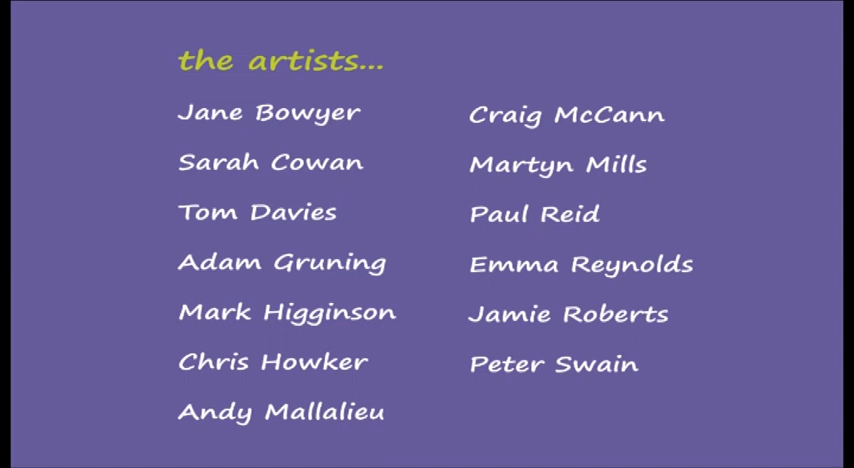 the artists...
Jane Bowyer
Sarah Cowan
Tom Davies
Adam Gruning
Mark Higginson
Chris Howker
Andy Mallalieu
Craig McCann
Martyn Mills
Paul Reid
Emma Reynolds
Jamie Roberts
Peter Swain